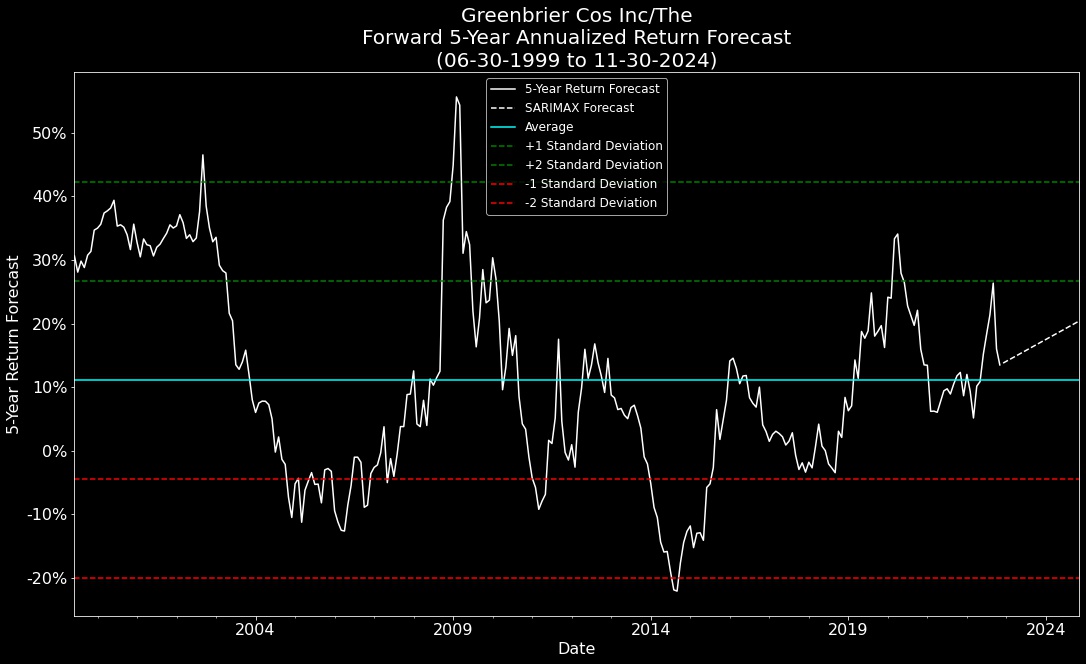 Greenbrier Cos Inc/The
Forward 5-Year Annualized Return Forecast
(06-30-1999 to 11-30-2024)
5-Year Return Forecast
SARIMAX Forecast
Average
+1 Standard Deviation
+2 Standard Deviation
-1 Standard Deviation
-2 Standard Deviation
5-Year Return Forecast
50%
40%
30%
20%
10%
0%
-10%
-20%
2004
2009
2014
2019
2024
Date